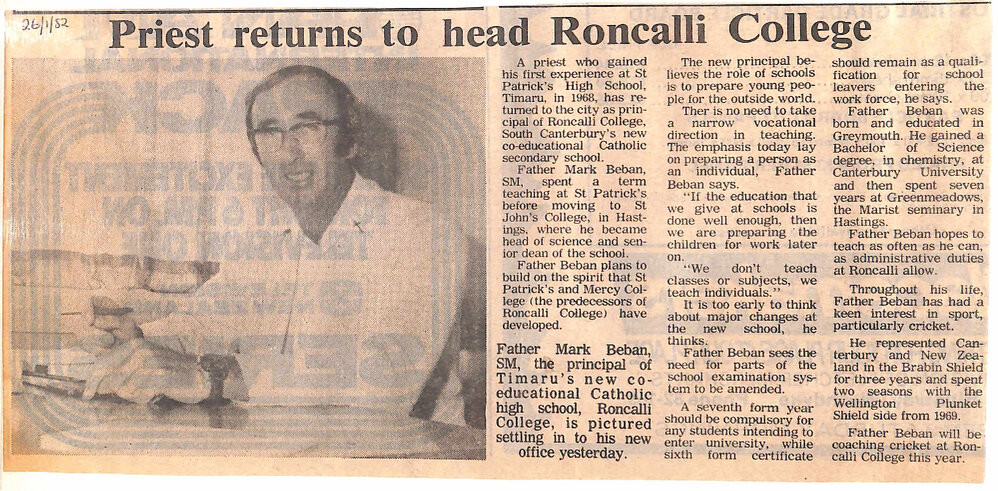 26/1/82
Priest returns to head Roncalli College
A priest who gained
his first experience at St
Patrick's High School,
Timaru, in 1968, has re-
turned to the city as prin-
cipal of Roncalli College,
South Canterbury's new
co-educational Catholic
secondary school.
Father Mark Beban,
SM, spent a term
teaching at St Patrick's
before moving to St
John's College, in Hast-
ings, where he became
head of science and sen-
ior dean of the school.
Father Beban plans to
build on the spirit that St
Patrick's and Mercy Col-
lege (the predecessors of
Roncalli College) have
developed.
Father Mark Beban,
SM, the principal of
Timaru's new co-
educational Catholic
high school, Roncalli
College, is pictured
settling in to his new
office yesterday.
The new principal be-
lieves the role of schools
is to prepare young peo-
ple for the outside world.
Ther is no need to take
a narrow vocational
direction in teaching.
The emphasis today lay
on preparing a person as
an individual, Father
Beban says.
"If the education that
we give at schools is
done well enough, then
we are preparing the
children for work later
on.
"We don't teach
classes or subjects, we
teach individuals."
It is too early to think
about major changes at
the new school, he
thinks.
Father Beban sees the
need for parts of the
school examination sys-
tem to be amended.
A seventh form year
should be compulsory for
any students intending to
enter university, while
sixth form certificate
should remain as a quali-
fication for school
leavers entering the
work force, he says.
Father Beban was
born and educated in
Greymouth. He gained a
Bachelor of Science
degree, in chemistry, at
Canterbury University
and then spent seven
years at Greenmeadows,
the Marist seminary in
Hastings.
Father Beban hopes to
teach as often as he can,
as administrative duties
at Roncalli allow.
Throughout his life,
Father Beban has had a
keen interest in sport,
particularly cricket.
He represented Can-
terbury and New Zea-
land in the Brabin Shield
for three years and spent
two seasons with the
Wellington Plunket
Shield side from 1969.
Father Beban will be
coaching cricket at Ron-
calli College this year.